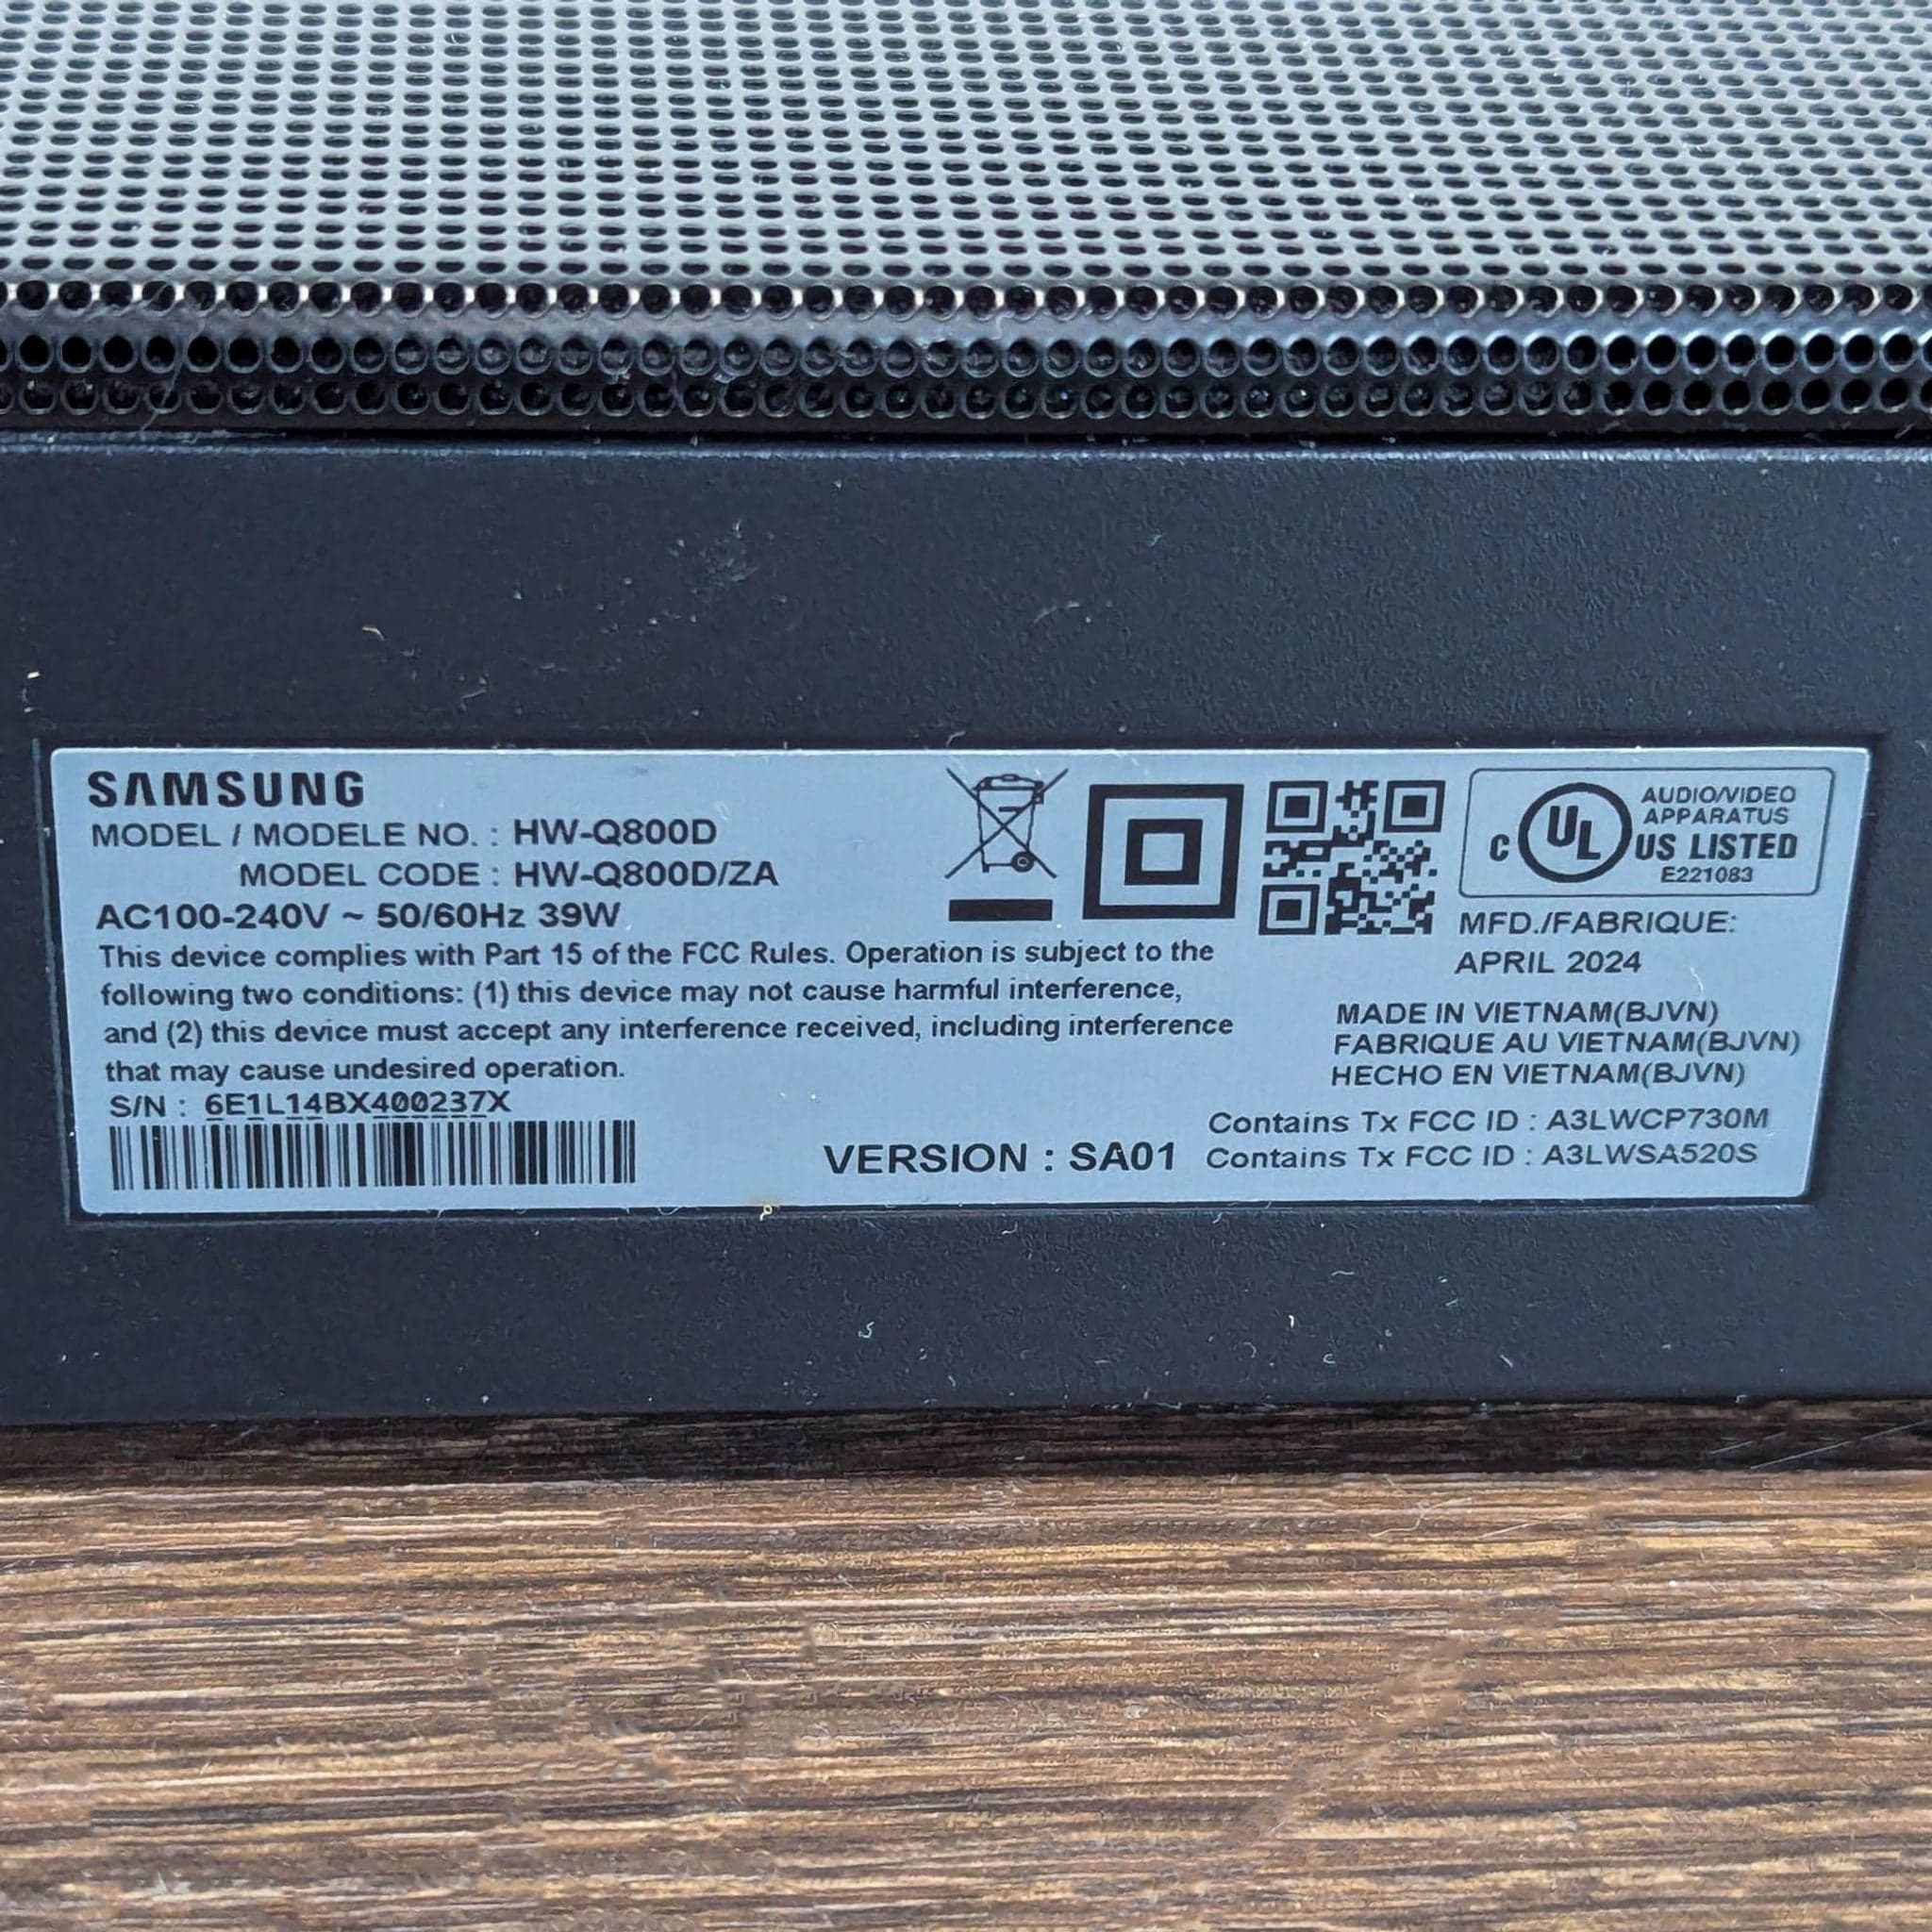 SAMSUNG
MODEL / MODELE NO. : HW-Q800D
MODEL CODE : HW-Q800D/ZA
AC100-240V ~ 50/60Hz 39W
This device complies with Part 15 of the FCC Rules. Operation is subject to the
following two conditions: (1) this device may not cause harmful interference,
and (2) this device must accept any interference received, including interference
that may cause undesired operation.
S/N : 6E1L14BX400237X
VERSION : SA01
C UL US LISTED
AUDIO/VIDEO
APPARATUS
E221083
MFD./FABRIQUE:
APRIL 2024
MADE IN VIETNAM(BJVN)
FABRIQUE AU VIETNAM(BJVN)
HECHO EN VIETNAM(BJVN)
Contains Tx FCC ID : A3LWCP730M
Contains Tx FCC ID : A3LWSA520S